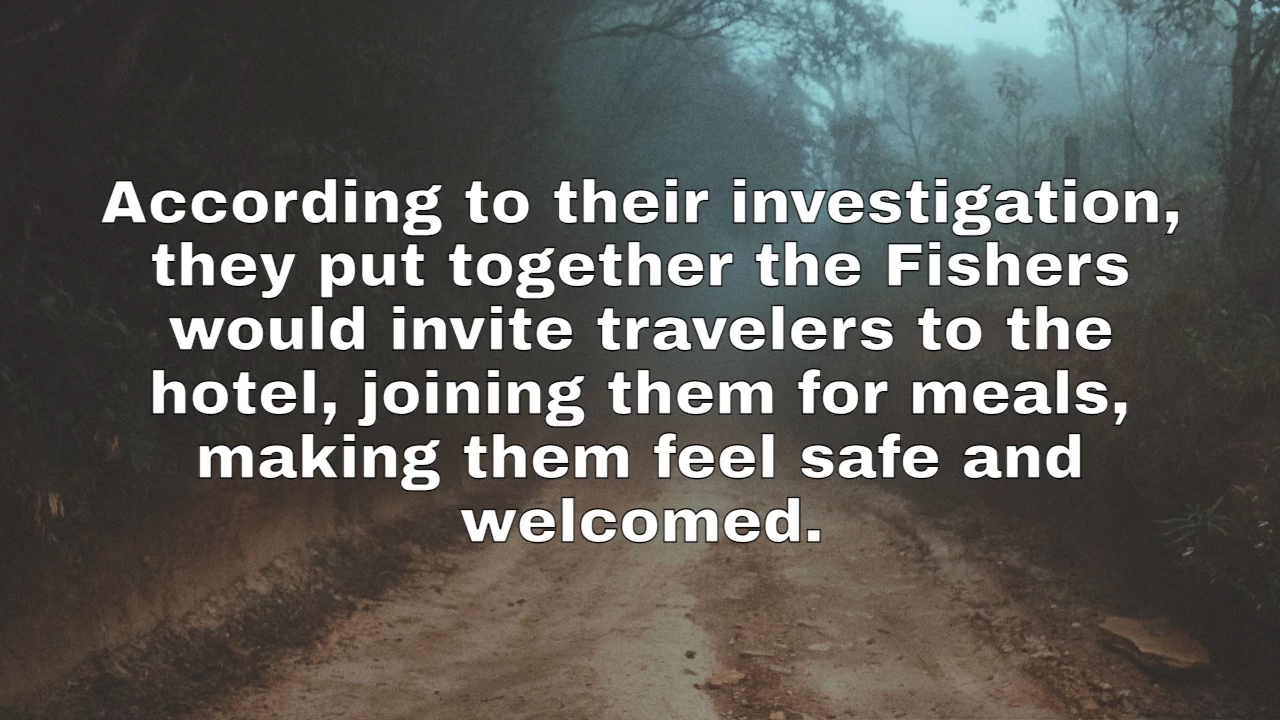 According to their investigation,
they put together the Fishers
would invite travelers to the
hotel, joining them for meals,
making them feel safe and
welcomed.